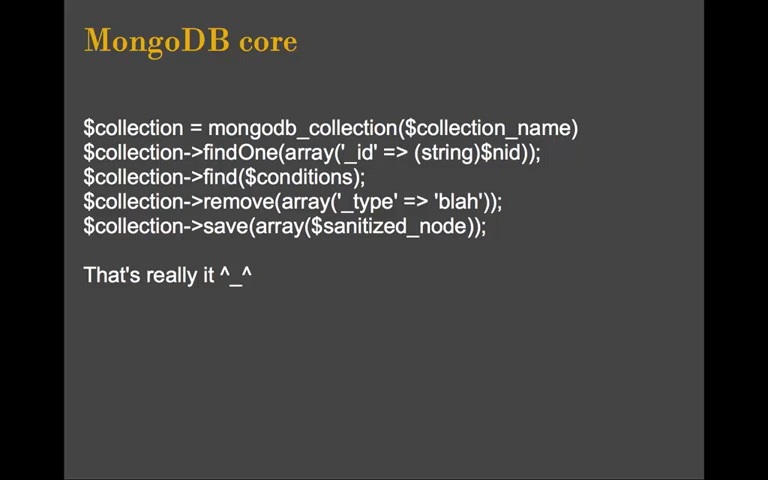 MongoDB core
$collection = mongodb_collection($collection_name)
$collection->findOne(array('_id' => (string)$nid));
$collection->find($conditions);
$collection->remove(array('_type' => 'blah'));
$collection->save(array($sanitized_node));
That's really it ^_^